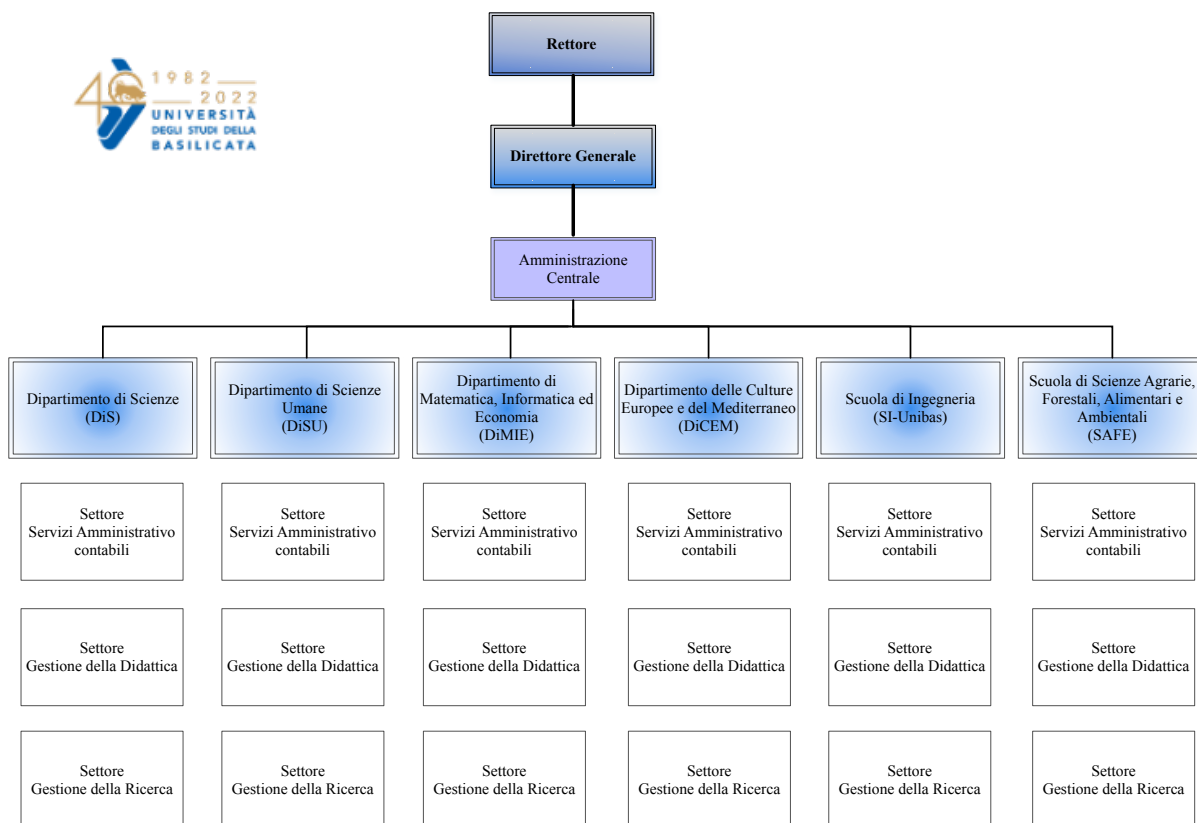 Rettore
1982
2022
UNIVERSITÀ
DEGLI STUDI DELLA
BASILICATA
Direttore Generale
Amministrazione
Centrale
Dipartimento di Scienze
(DiS)
Dipartimento di Scienze
Umane
(DiSU)
Dipartimento di
Matematica, Informatica ed
Economia
(DiMIE)
Dipartimento delle Culture
Europee e del Mediterraneo
(DiCEM)
Scuola di Ingegneria
(SI-Unibas)
Scuola di Scienze Agrarie,
Forestali, Alimentari e
Ambientali
(SAFE)
Settore
Servizi Amministrativo
contabili
Settore
Servizi Amministrativo
contabili
Settore
Servizi Amministrativo
contabili
Settore
Servizi Amministrativo
contabili
Settore
Servizi Amministrativo
contabili
Settore
Servizi Amministrativo
contabili
Settore
Gestione della Didattica
Settore
Gestione della Didattica
Settore
Gestione della Didattica
Settore
Gestione della Didattica
Settore
Gestione della Didattica
Settore
Gestione della Didattica
Settore
Gestione della Ricerca
Settore
Gestione della Ricerca
Settore
Gestione della Ricerca
Settore
Gestione della Ricerca
Settore
Gestione della Ricerca
Settore
Gestione della Ricerca